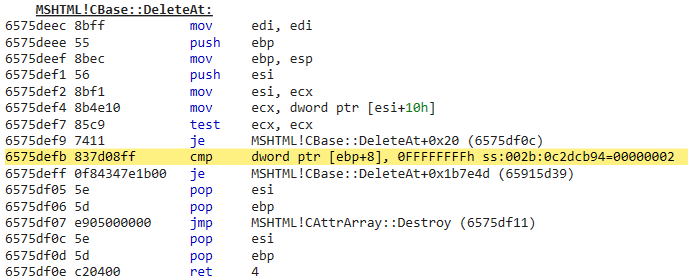 MSHTML!CBase::DeleteAt:
6575deec 8bff mov edi, edi
6575deee 55 push ebp
6575deef 8bec mov ebp, esp
6575def1 56 push esi
6575def2 8bf1 mov esi, ecx
6575def4 8b4e10 mov ecx, dword ptr [esi+10h]
6575def7 85c9 test ecx, ecx
6575def9 7411 je MSHTML!CBase::DeleteAt+0x20 (6575df0c)
6575defb 837d08ff cmp dword ptr [ebp+8], 0FFFFFFFFh ss:002b:0c2dcb94=00000002
6575deff 0f84347e1b00 je MSHTML!CBase::DeleteAt+0x1b7e4d (65915d39)
6575df05 5e pop esi
6575df06 5d pop ebp
6575df07 e905000000 jmp MSHTML!CAttrArray::Destroy (6575df11)
6575df0c 5e pop esi
6575df0d 5d pop ebp
6575df0e c20400 ret 4